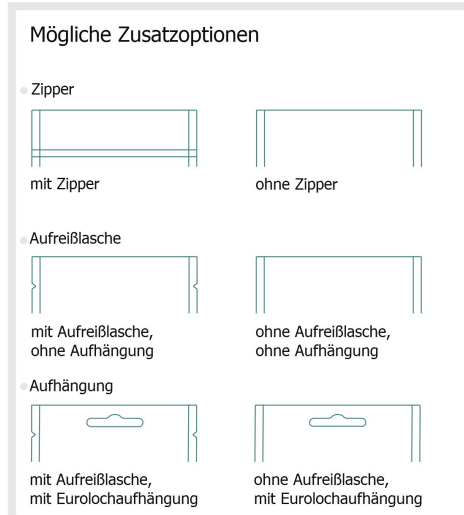 Mögliche Zusatzoptionen
Zipper
mit Zipper
ohne Zipper
Aufreißlasche
mit Aufreißlasche,
ohne Aufhängung
ohne Aufreißlasche,
ohne Aufhängung
Aufhängung
mit Aufreißlasche,
mit Eurolochaufhängung
ohne Aufreißlasche,
mit Eurolochaufhängung